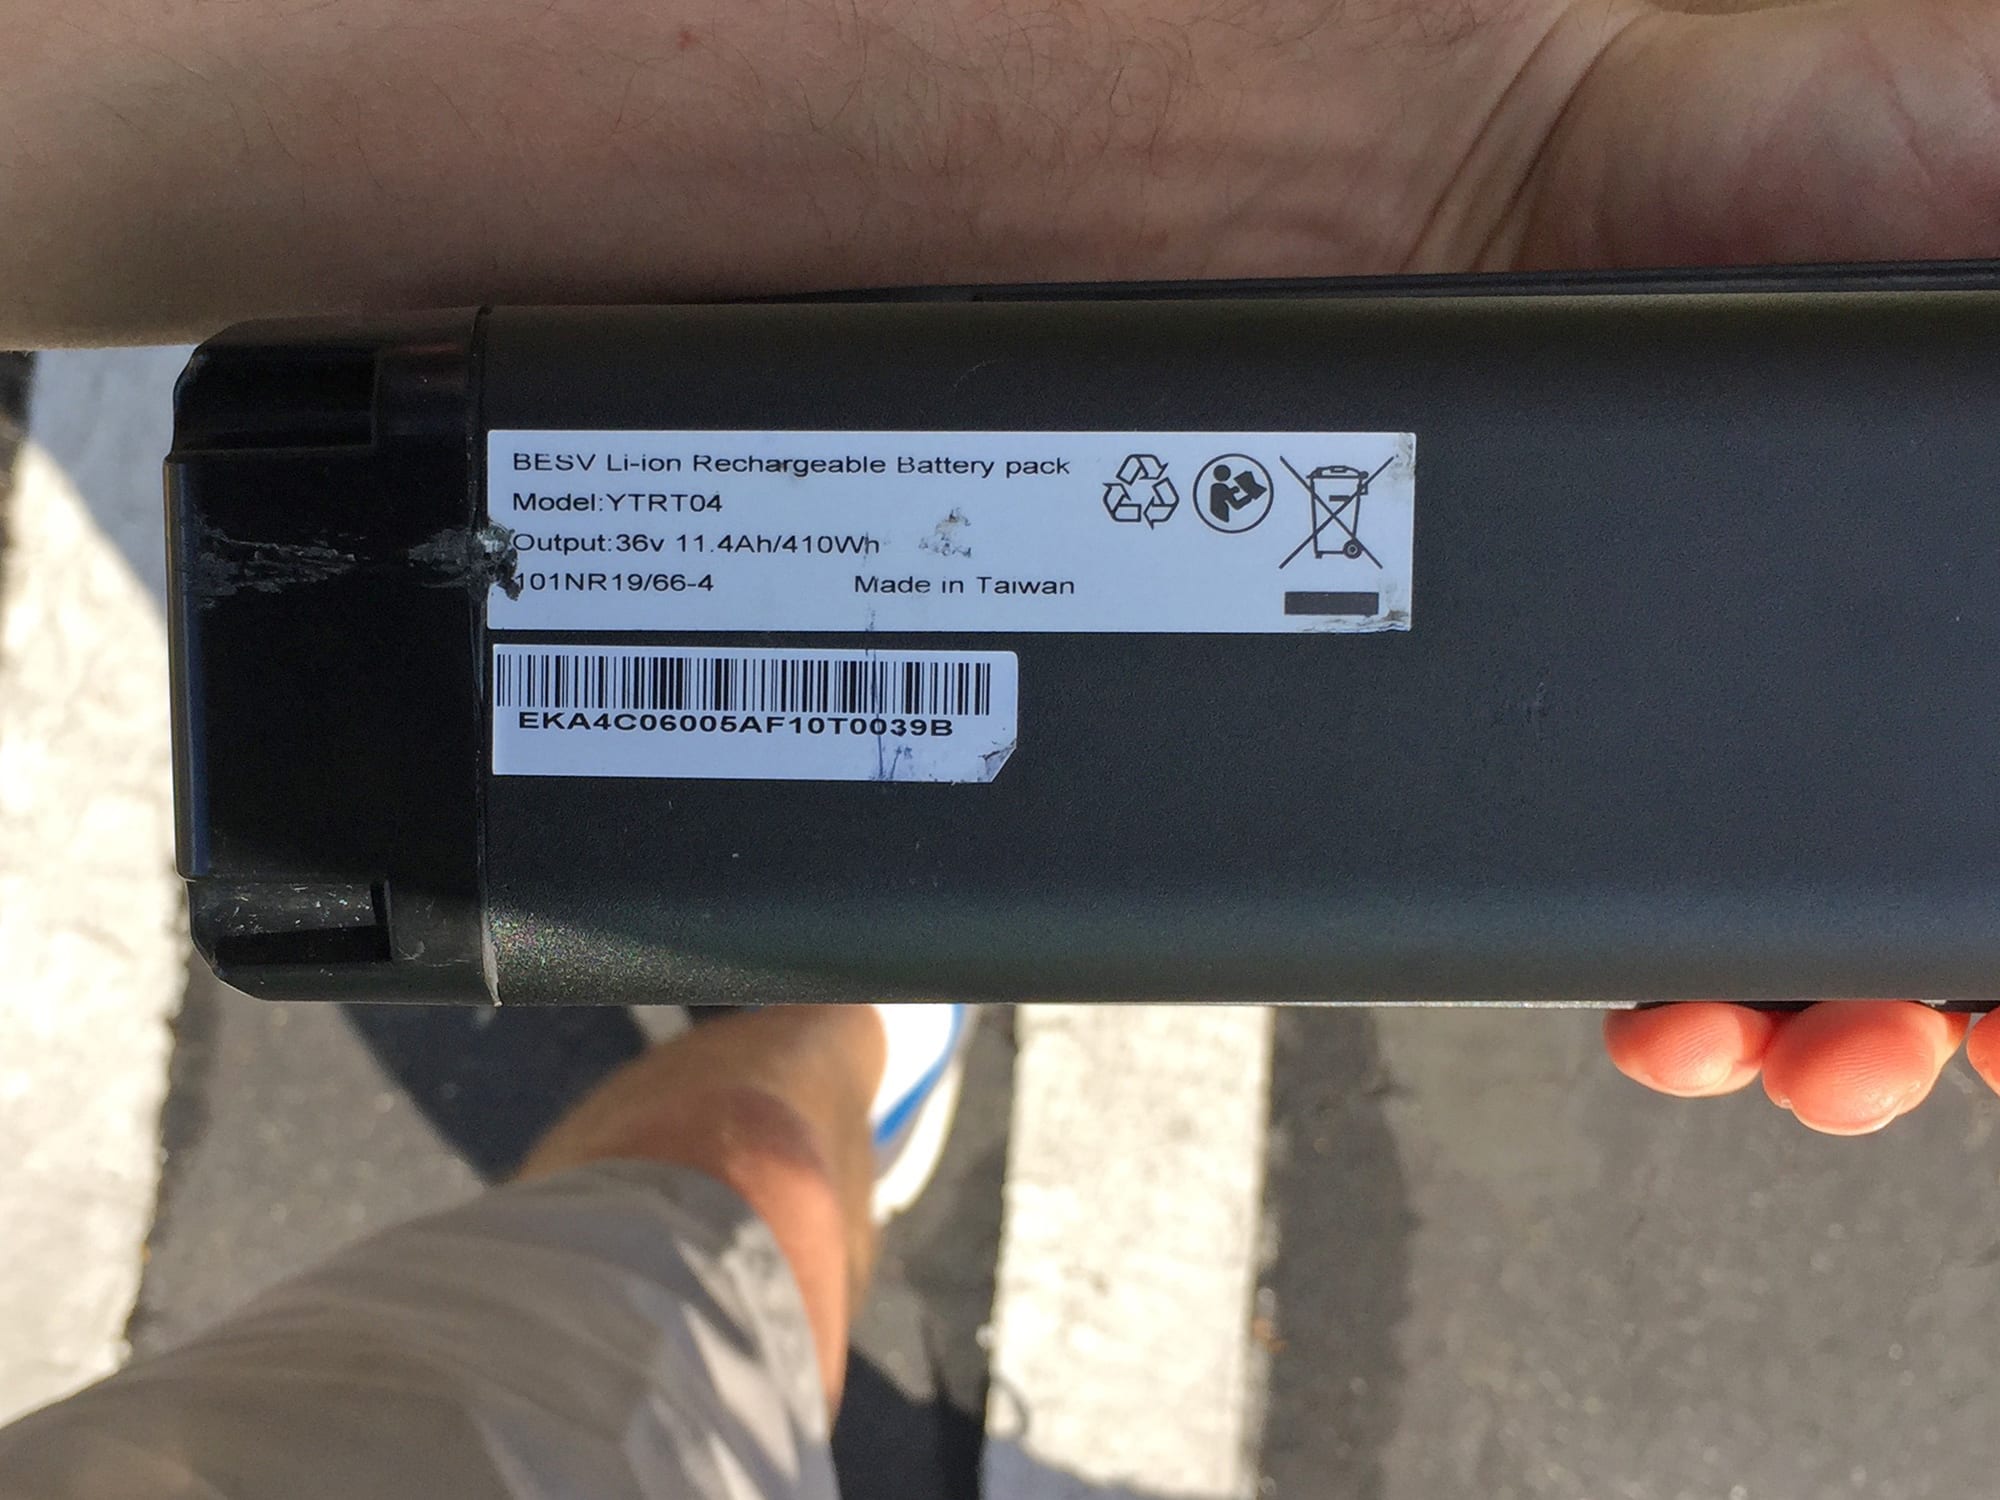 BESV Li-ion Rechargeable Battery pack
Model:YTRT04
Output:36v 11.4Ah/410Wh
101NR19/66-4 Made in Taiwan
EKA4C06005AF10T0039B